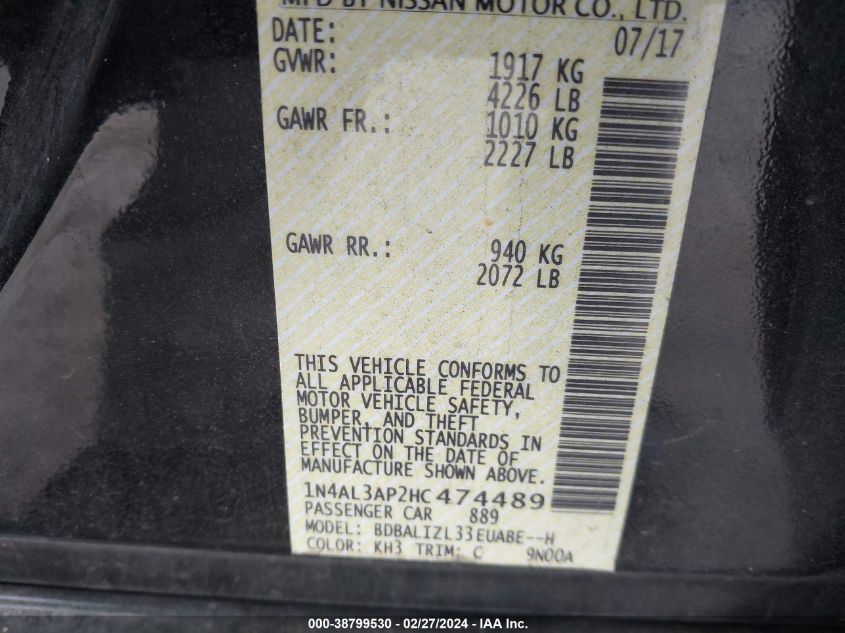 MFD BY NISSAN MOTOR CO., LTD.
DATE: 07/17
GVWR: 1917 KG
4226 LB
GAWR FR.: 1010 KG
2227 LB
GAWR RR.: 940 KG
2072 LB
THIS VEHICLE CONFORMS TO
ALL APPLICABLE FEDERAL
MOTOR VEHICLE SAFETY,
BUMPER, AND THEFT
PREVENTION STANDARDS IN
EFFECT ON THE DATE OF
MANUFACTURE SHOWN ABOVE.
1N4AL3AP2HC474489
PASSENGER CAR 889
MODEL: BDBALIZL33EUABE--H
COLOR: KH3 TRIM: C 9N00A
000-38799530 - 02/27/2024 - IAA Inc.